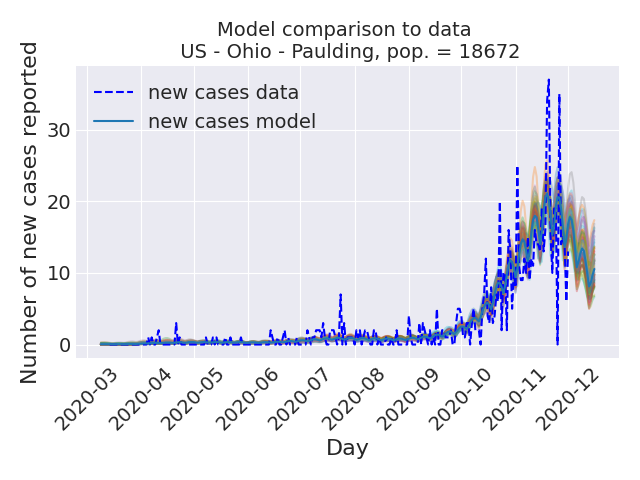 Model comparison to data
US - Ohio - Paulding, pop. = 18672
Number of new cases reported
new cases data
new cases model
30
20
10
0
2020-03
2020-04
2020-05
2020-06
2020-07
2020-08
2020-09
2020-10
2020-11
2020-12
Day